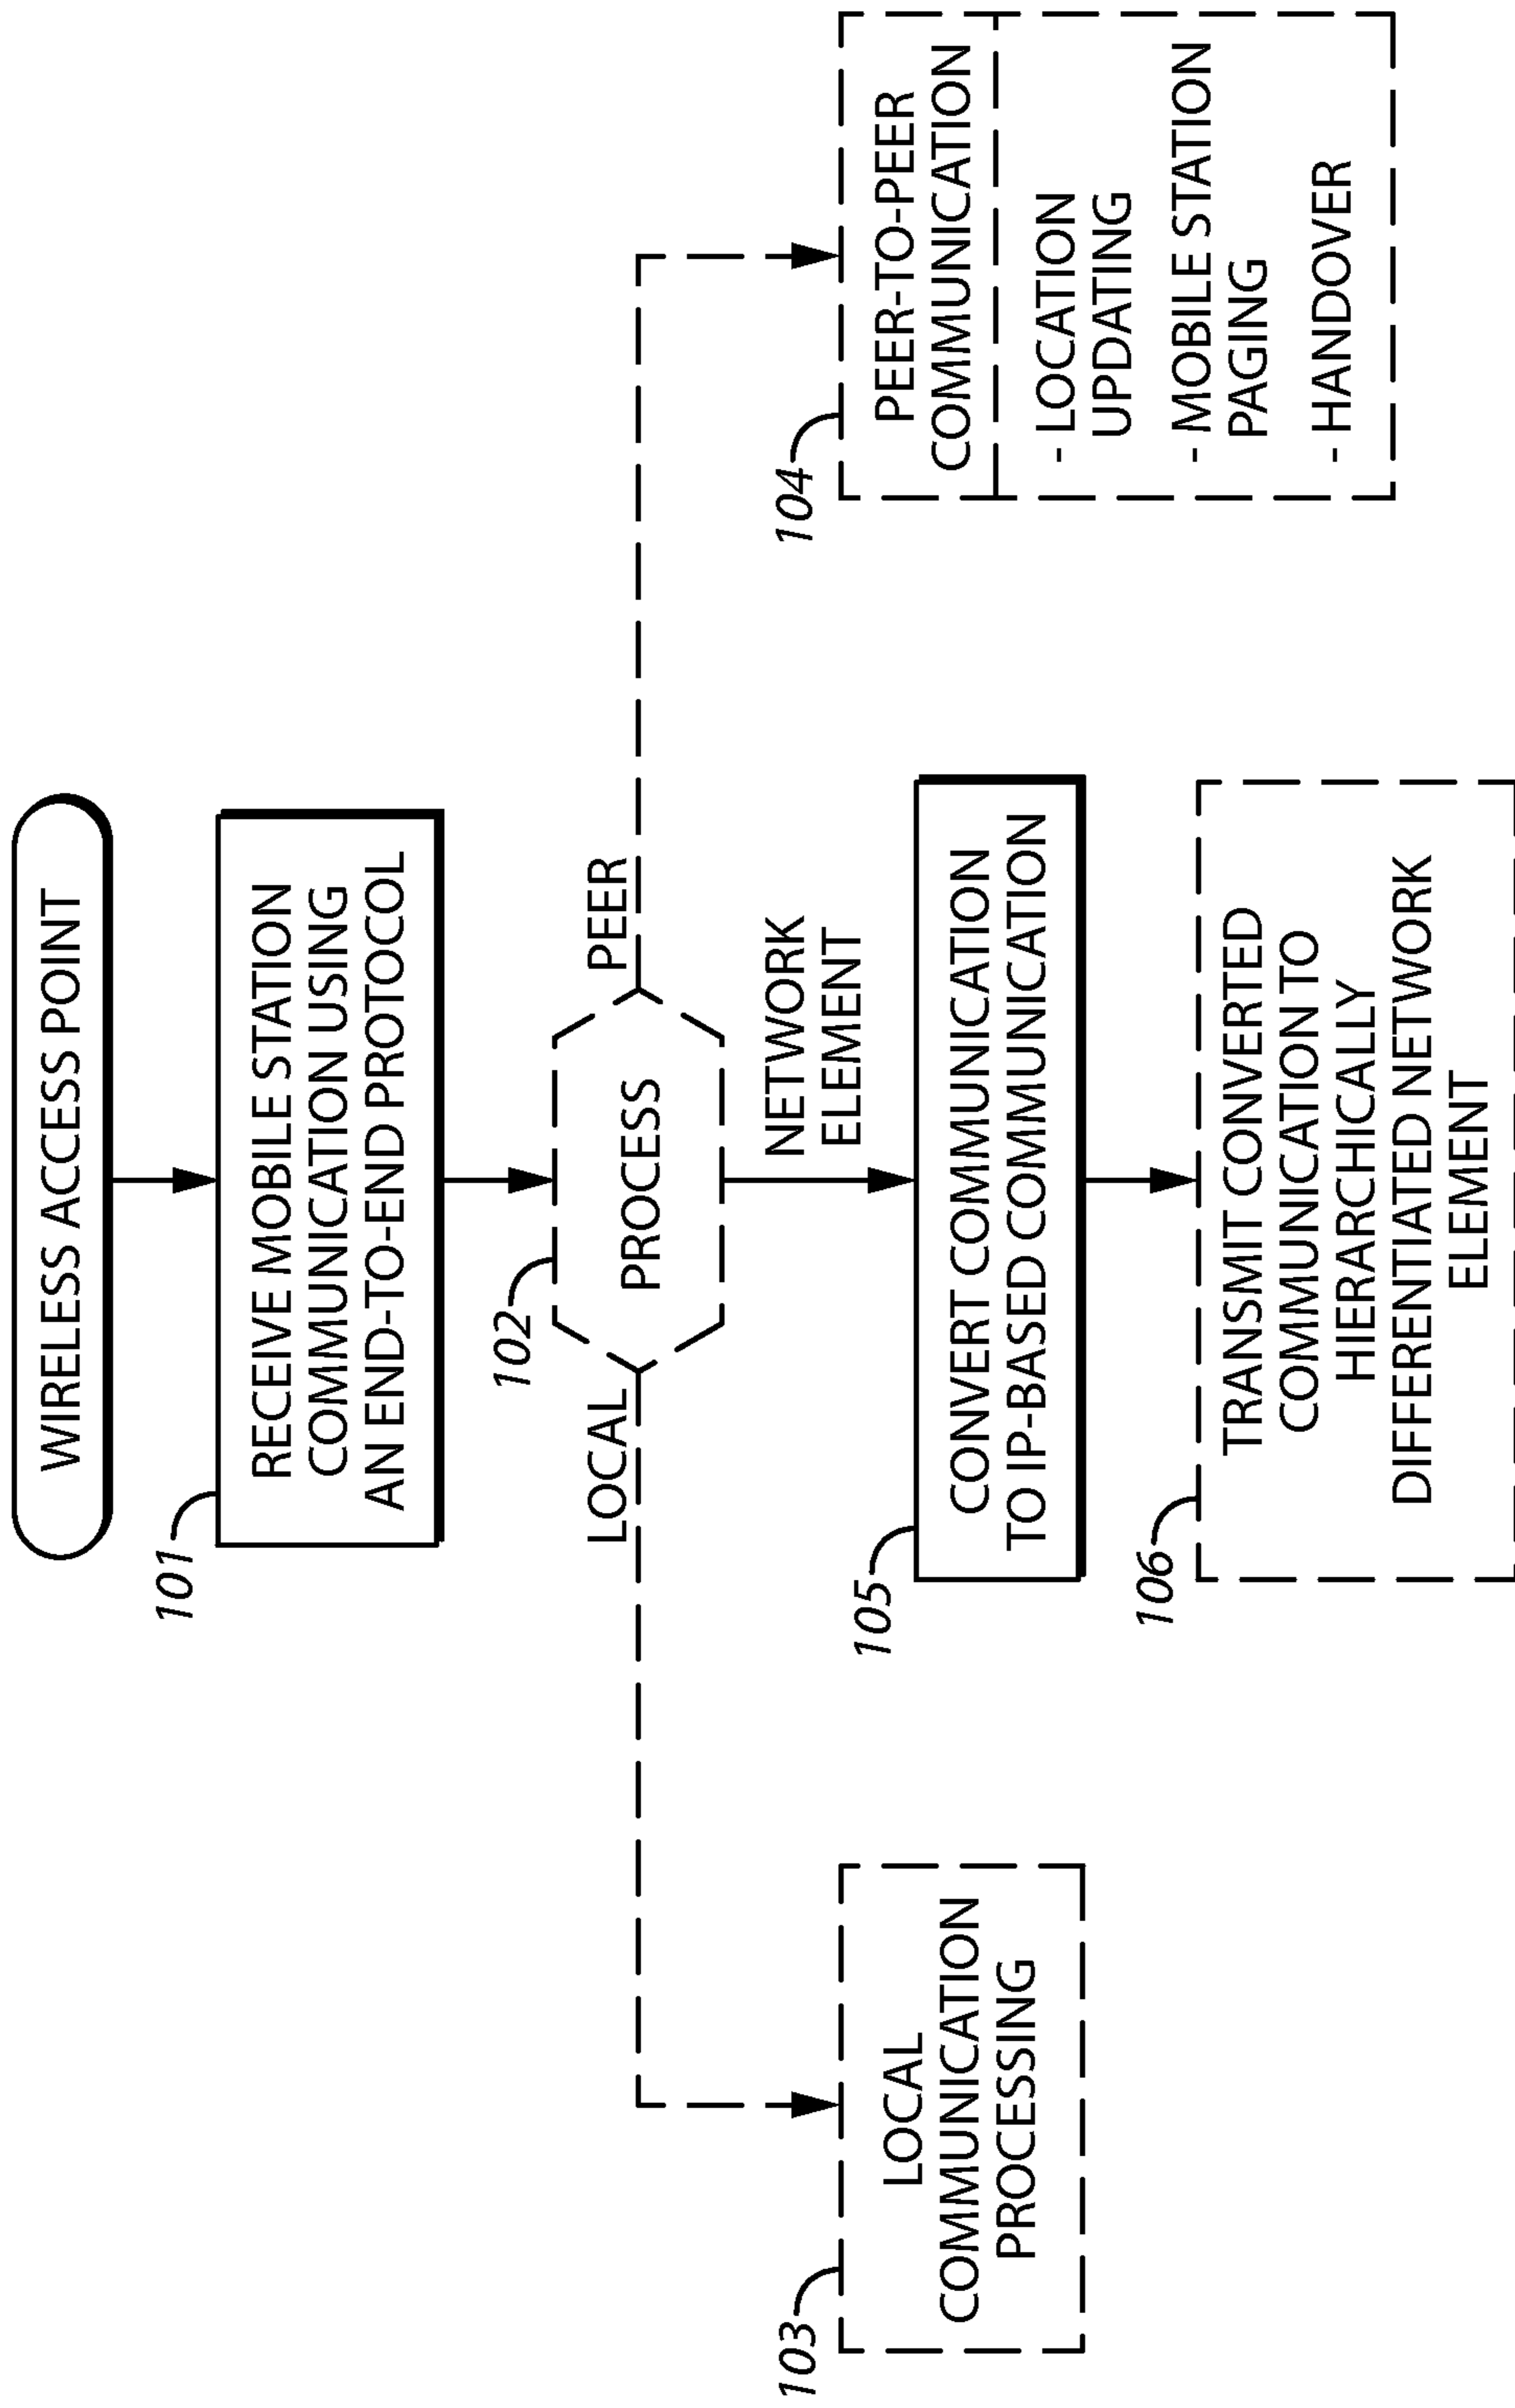 WIRELESS ACCESS POINT
101
RECEIVE MOBILE STATION
COMMUNICATION USING
AN END-TO-END PROTOCOL
102
LOCAL
PROCESS
PEER
NETWORK
ELEMENT
103
LOCAL
COMMUNICATION
PROCESSING
104
PEER-TO-PEER
COMMUNICATION
- LOCATION
UPDATING
- MOBILE STATION
PAGING
- HANDOVER
105
CONVERT COMMUNICATION
TO IP-BASED COMMUNICATION
106
TRANSMIT CONVERTED
COMMUNICATION TO
HIERARCHICALLY
DIFFERENTIATED NETWORK
ELEMENT